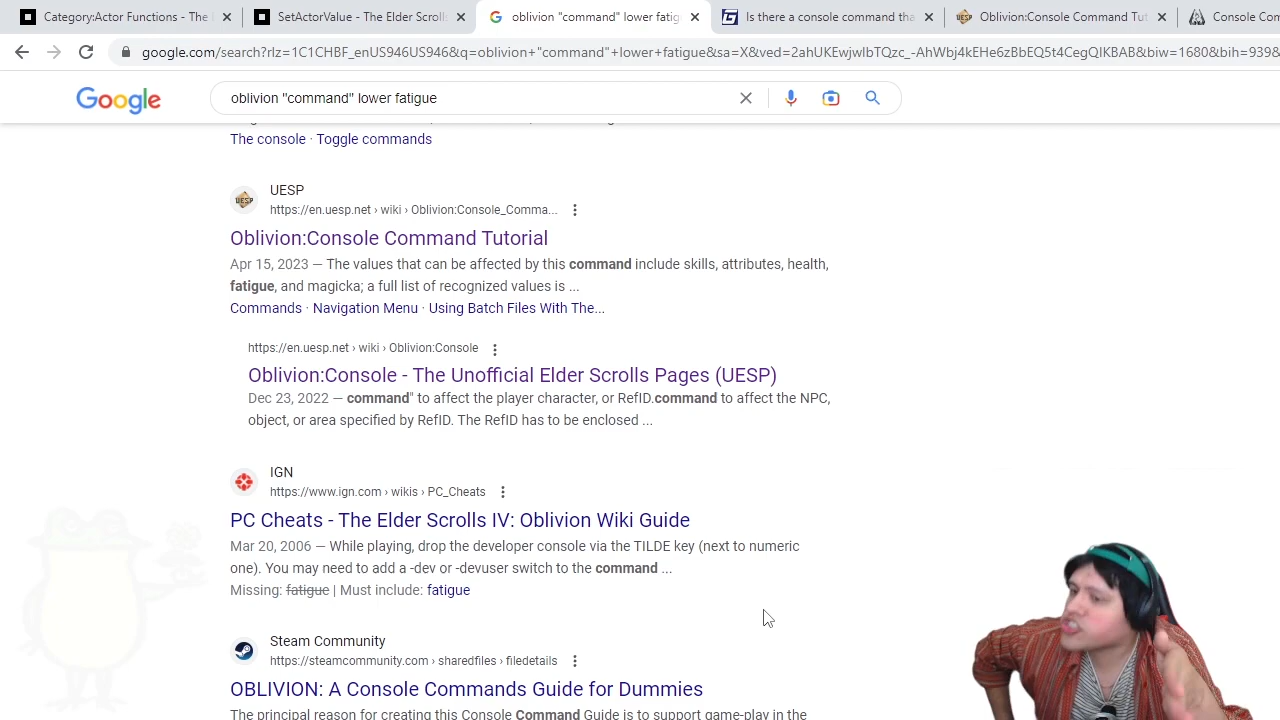 Category:Actor Functions - The
SetActorValue - The Elder Scrolls
oblivion "command" lower fatig
Is there a console command tha
Oblivion:Console Command Tut
Console Com
google.com/search?rlz=1C1CHBF_enUS946US946&q=oblivion+"command"+lower+fatigue&sa=X&ved=2ahUKEwjwlbTQzc_-AhWbj4kEHe6zBbEQ5t4CegQIKBAB&biw=1680&bih=939&
Google
oblivion "command" lower fatigue
The console · Toggle commands
UESP
https://en.uesp.net › wiki › Oblivion:Console_Comma...
Oblivion:Console Command Tutorial
Apr 15, 2023 — The values that can be affected by this command include skills, attributes, health,
fatigue, and magicka; a full list of recognized values is ...
Commands · Navigation Menu · Using Batch Files With The...
https://en.uesp.net › wiki › Oblivion:Console
Oblivion:Console - The Unofficial Elder Scrolls Pages (UESP)
Dec 23, 2022 — command" to affect the player character, or RefID.command to affect the NPC,
object, or area specified by RefID. The RefID has to be enclosed ...
IGN
https://www.ign.com › wikis › PC_Cheats
PC Cheats - The Elder Scrolls IV: Oblivion Wiki Guide
Mar 20, 2006 — While playing, drop the developer console via the TILDE key (next to numeric
one). You may need to add a -dev or -devuser switch to the command ...
Missing: fatigue | Must include: fatigue
Steam Community
https://steamcommunity.com › sharedfiles › filedetails
OBLIVION: A Console Commands Guide for Dummies
The principal reason for creating this Console Command Guide is to support game-play in the